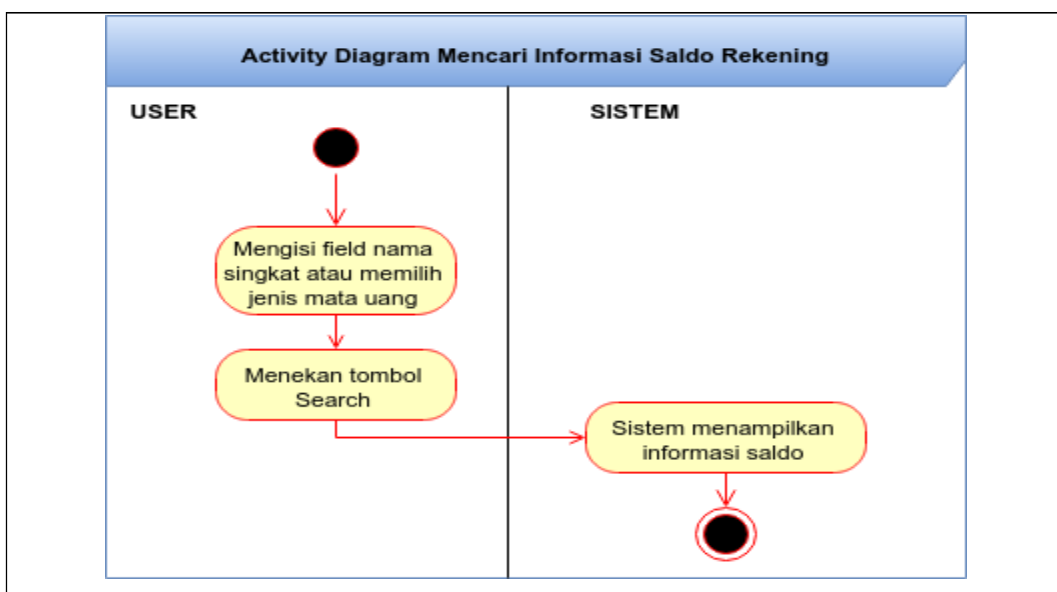 Activity Diagram Mencari Informasi Saldo Rekening
USER
SISTEM
Mengisi field nama
singkat atau memilih
jenis mata uang
Menekan tombol
Search
Sistem menampilkan
informasi saldo